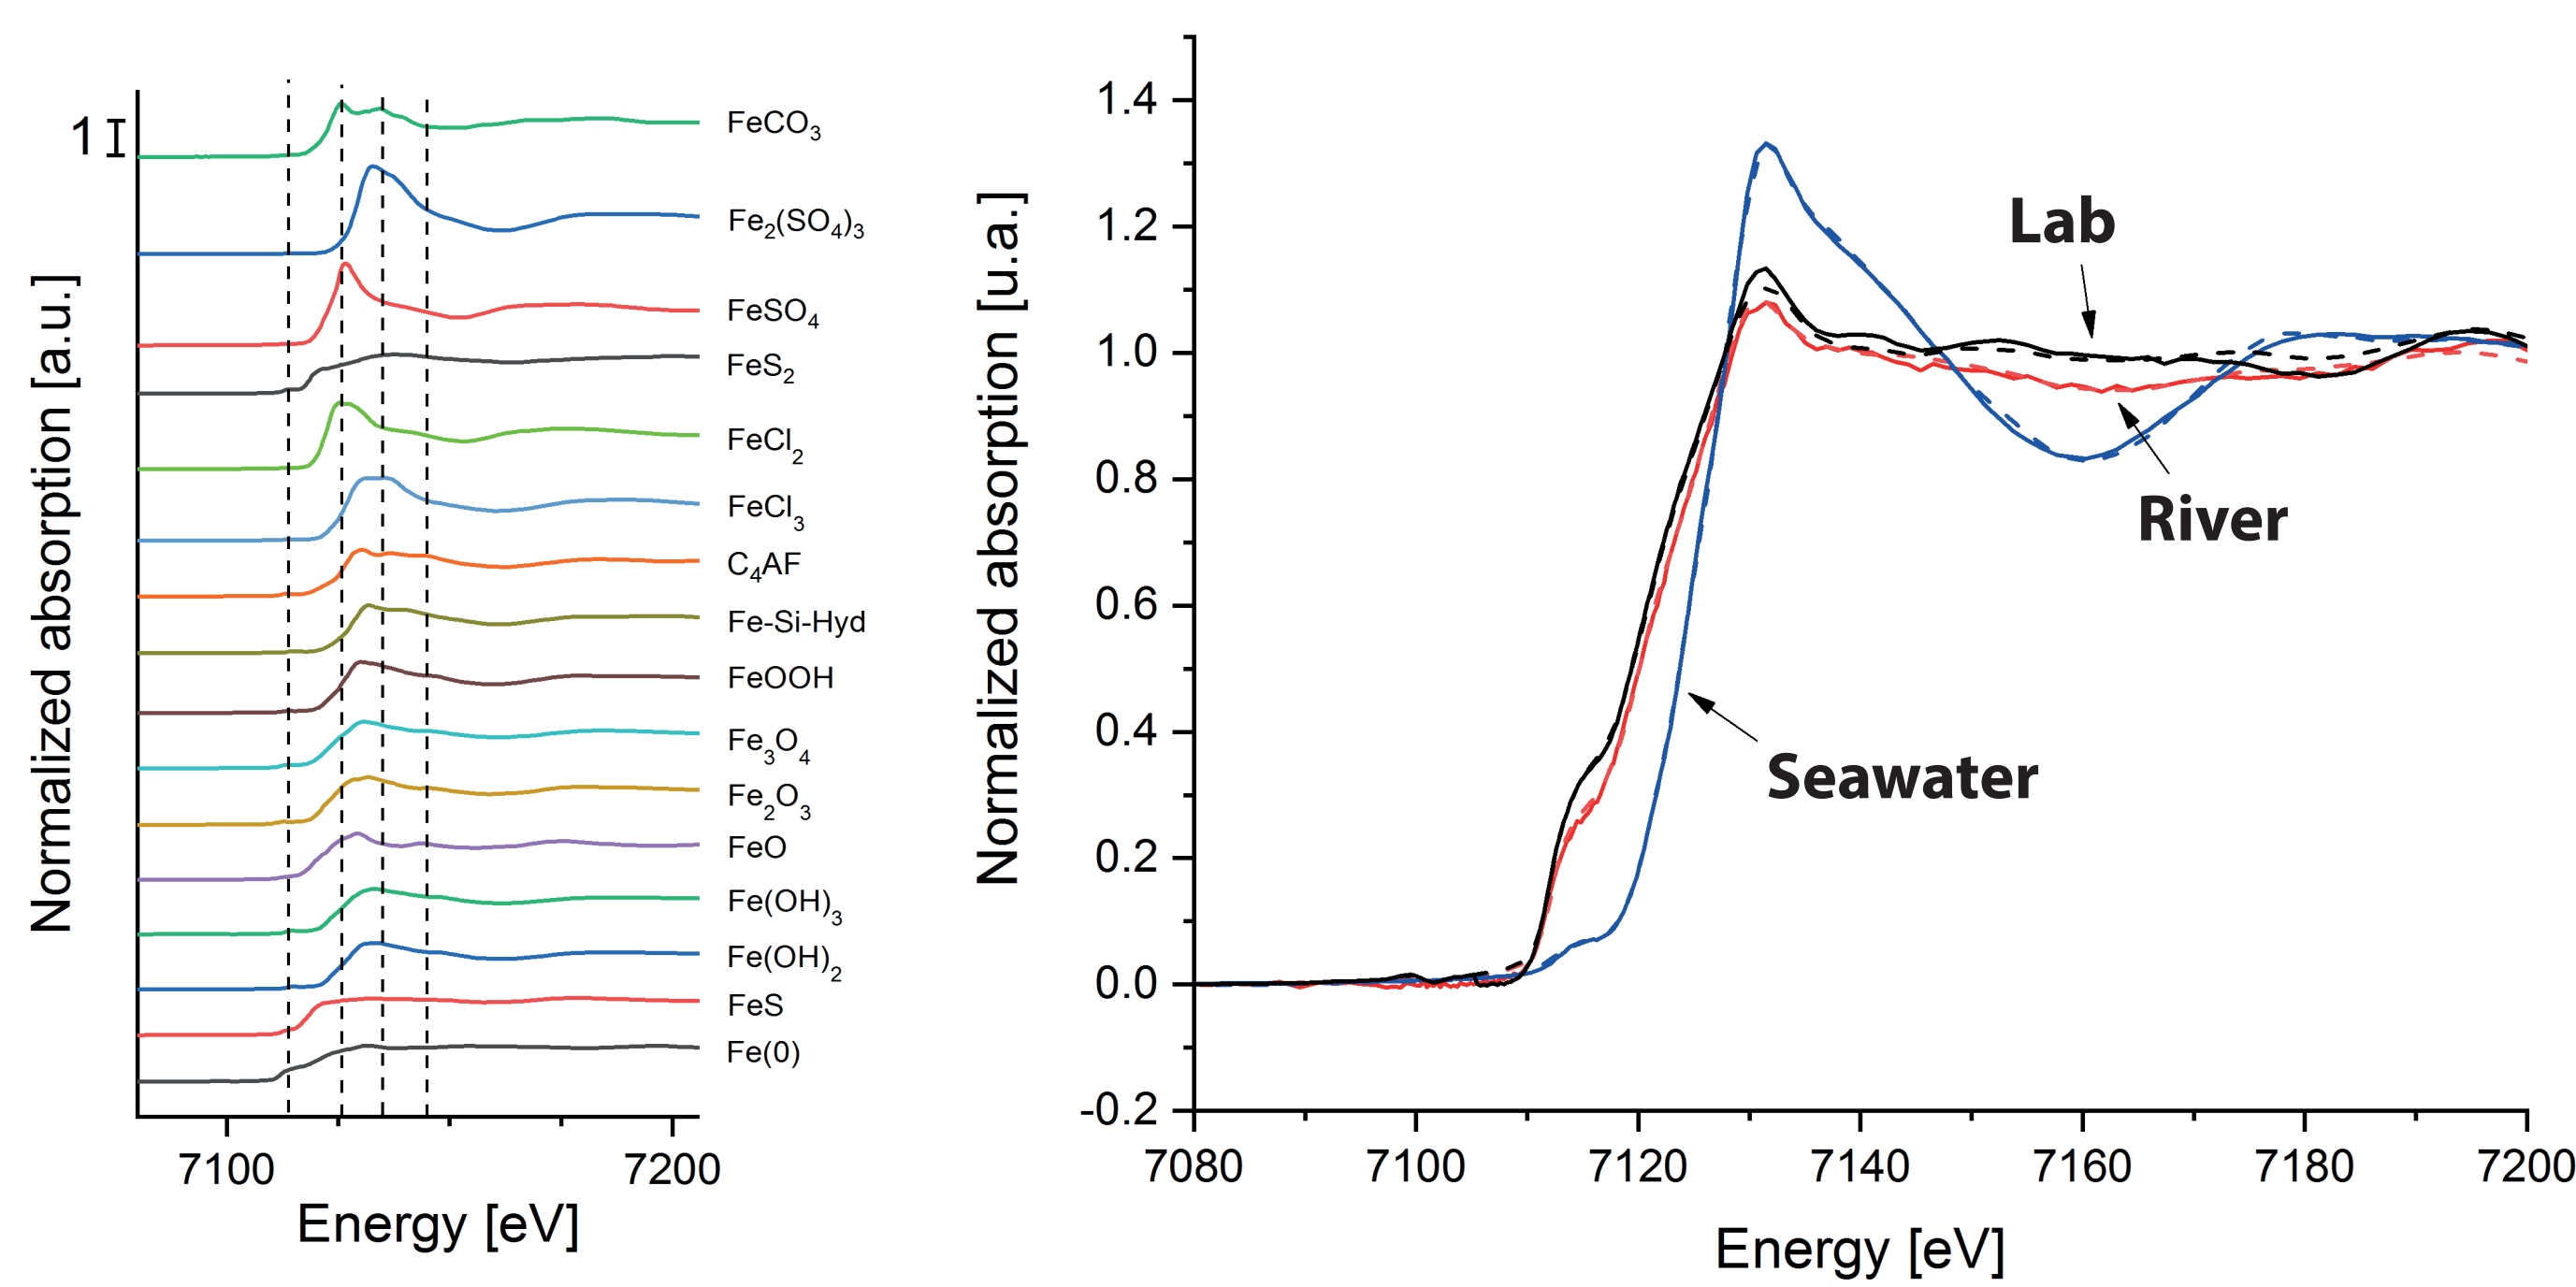 1
FeCO3
Fe2(SO4)3
FeSO4
FeS2
FeCl2
FeCl3
C4AF
Fe-Si-Hyd
FeOOH
Fe3O4
Fe2O3
FeO
Fe(OH)3
Fe(OH)2
FeS
Fe(0)
Normalized absorption [a.u.]
7100 7200
Energy [eV]
1.4
1.2
1.0
0.8
0.6
0.4
0.2
0.0
-0.2
Normalized absorption [u.a.]
Lab
River
Seawater
7080 7100 7120 7140 7160 7180 7200
Energy [eV]